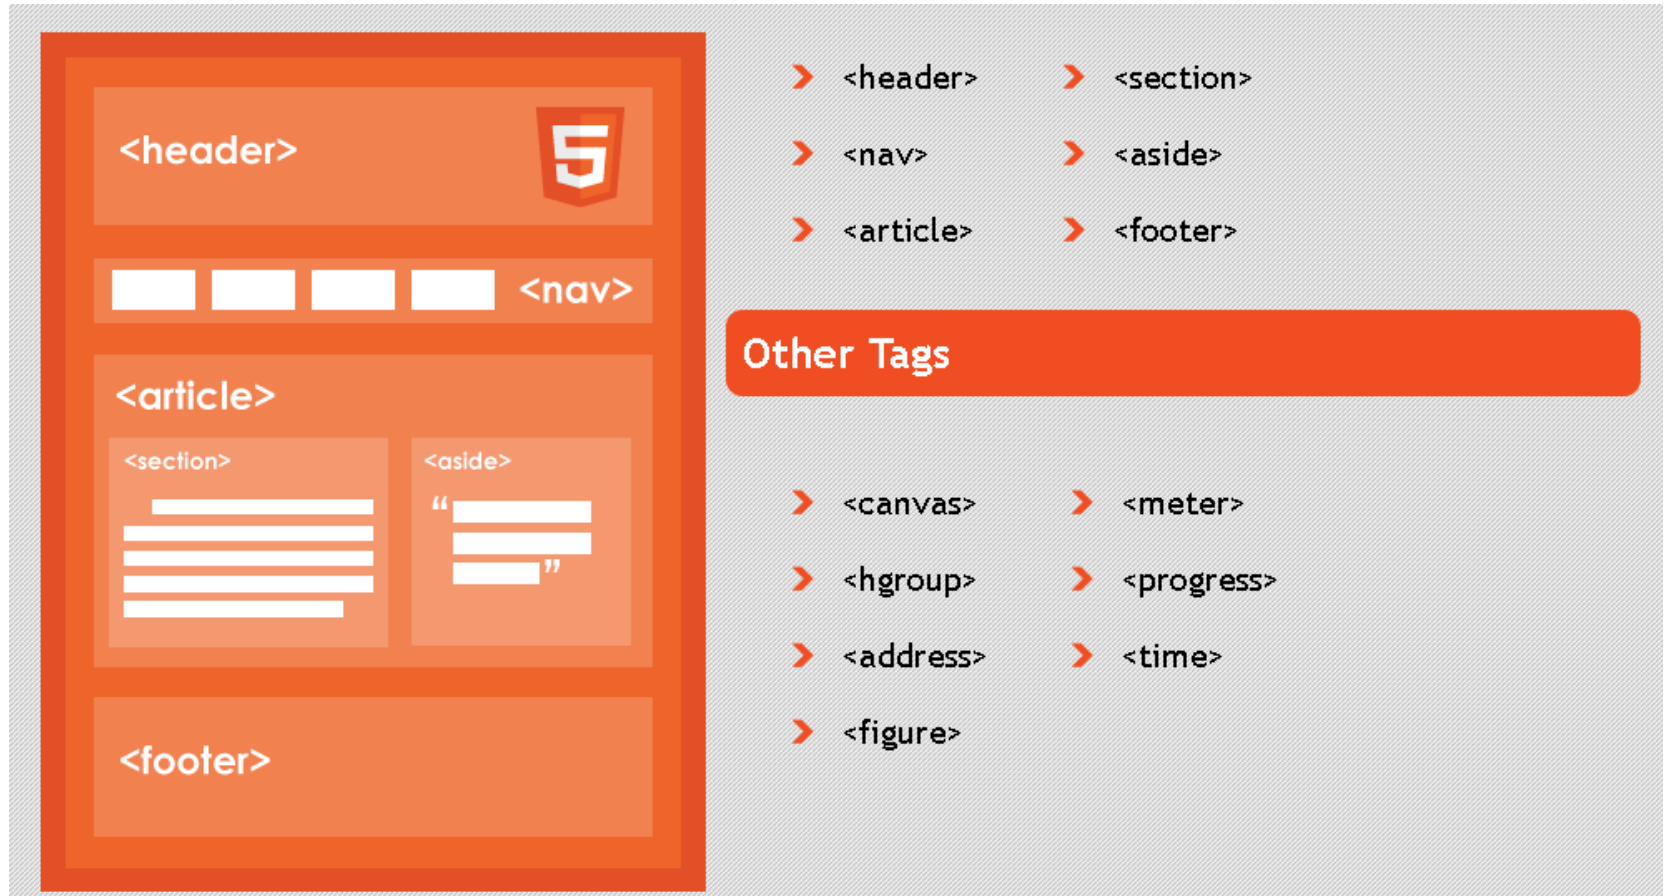 <header>
<nav>
<article>
<section> <aside>
“
”
<footer>
<header> <section>
<nav> <aside>
<article> <footer>
Other Tags
<canvas> <meter>
<hgroup> <progress>
<address> <time>
<figure>